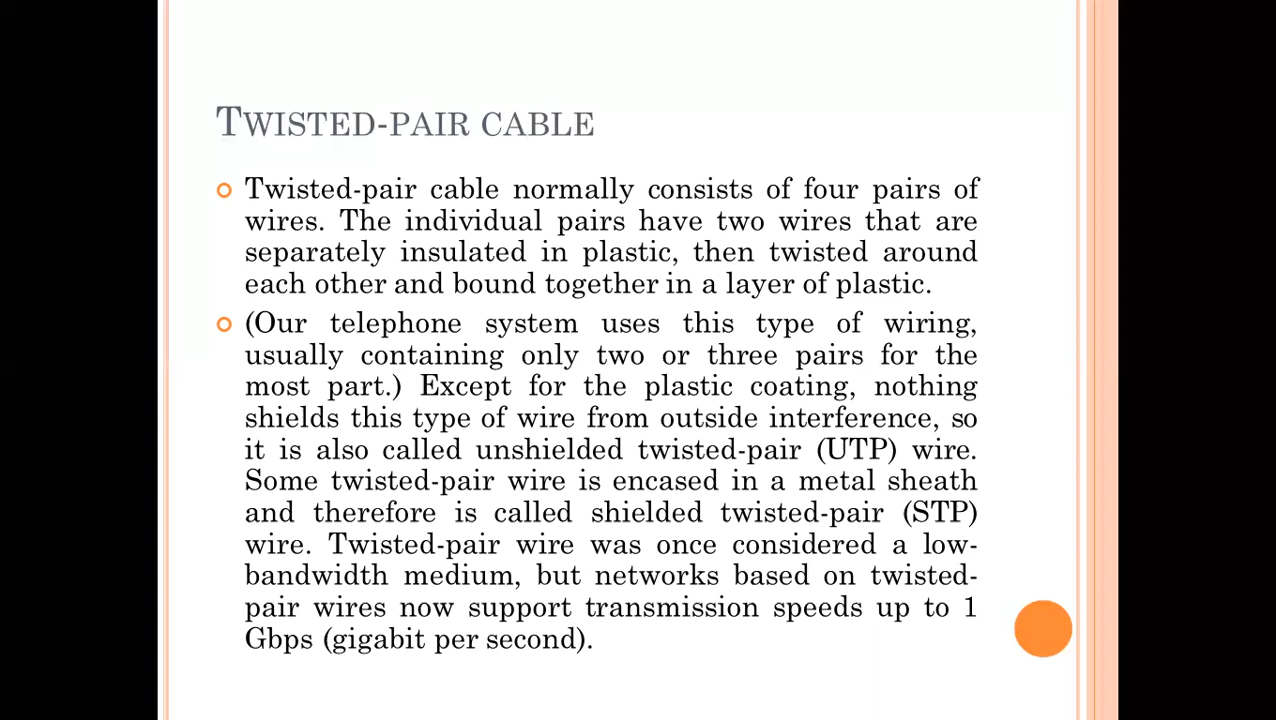 TWISTED-PAIR CABLE
Twisted-pair cable normally consists of four pairs of
wires. The individual pairs have two wires that are
separately insulated in plastic, then twisted around
each other and bound together in a layer of plastic.
(Our telephone system uses this type of wiring,
usually containing only two or three pairs for the
most part.) Except for the plastic coating, nothing
shields this type of wire from outside interference, so
it is also called unshielded twisted-pair (UTP) wire.
Some twisted-pair wire is encased in a metal sheath
and therefore is called shielded twisted-pair (STP)
wire. Twisted-pair wire was once considered a low-
bandwidth medium, but networks based on twisted-
pair wires now support transmission speeds up to 1
Gbps (gigabit per second).